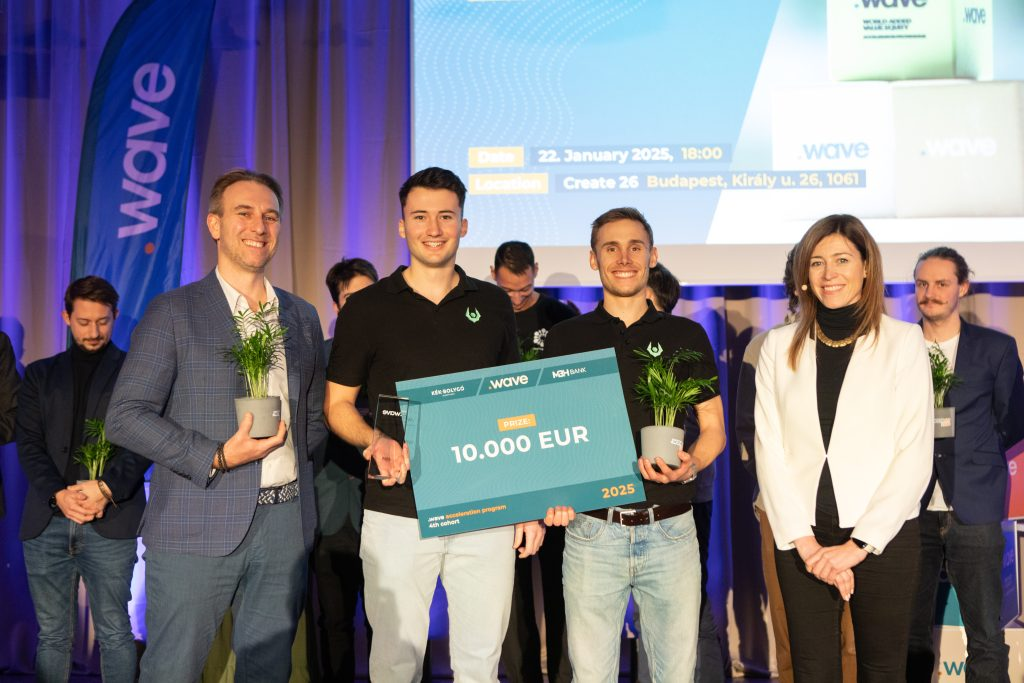 .wave
.wave
WORLD-ADDED
VALUE EQUITY
.wave
Date 22. January 2025, 18:00
Location Create 26 Budapest, Király u. 26, 1061
.wave
.wave
KÉK BOLYGÓ
.wave
MBH BANK
PRIZE:
10.000 EUR
2025
.wave acceleration program
4th cohort